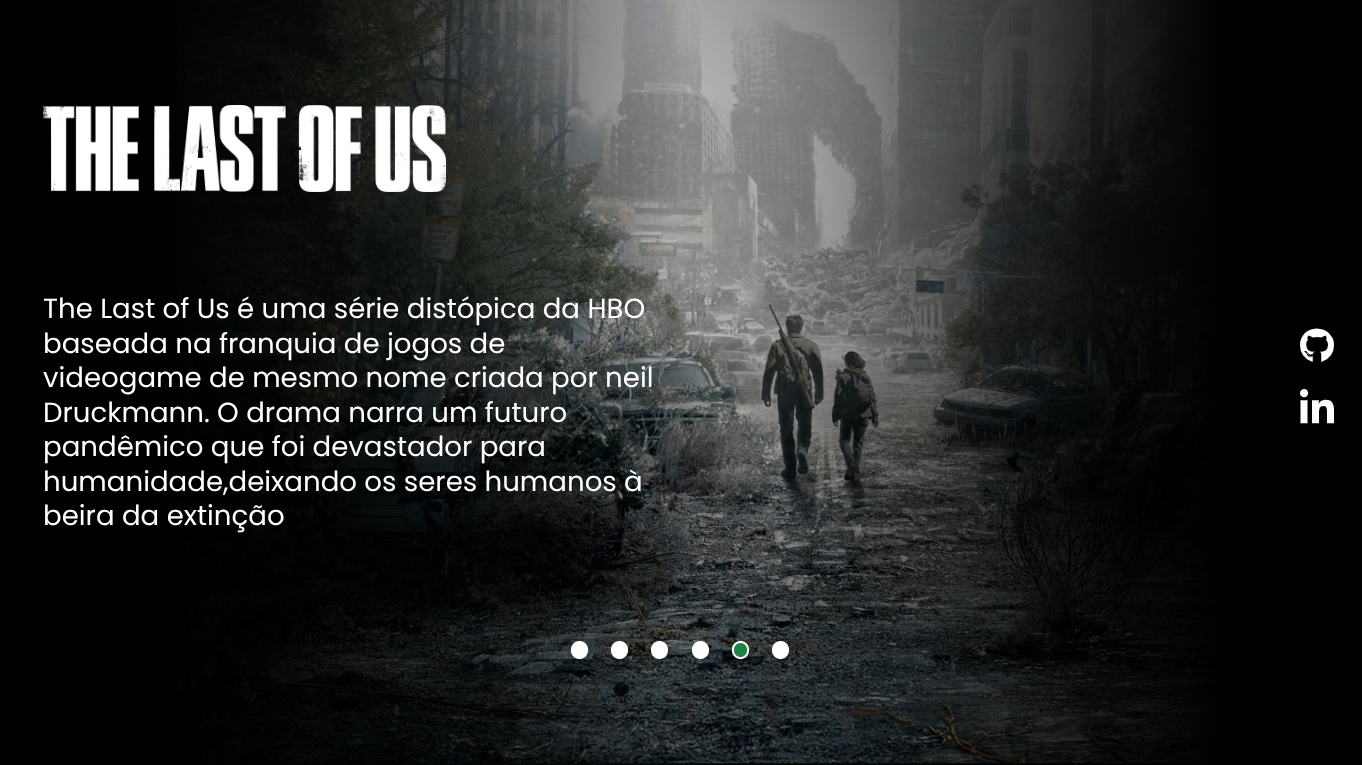 THE LAST OF US
The Last of Us é uma série distópica da HBO
baseada na franquia de jogos de
videogame de mesmo nome criada por neil
Druckmann. O drama narra um futuro
pandêmico que foi devastador para
humanidade,deixando os seres humanos à
beira da extinção
in